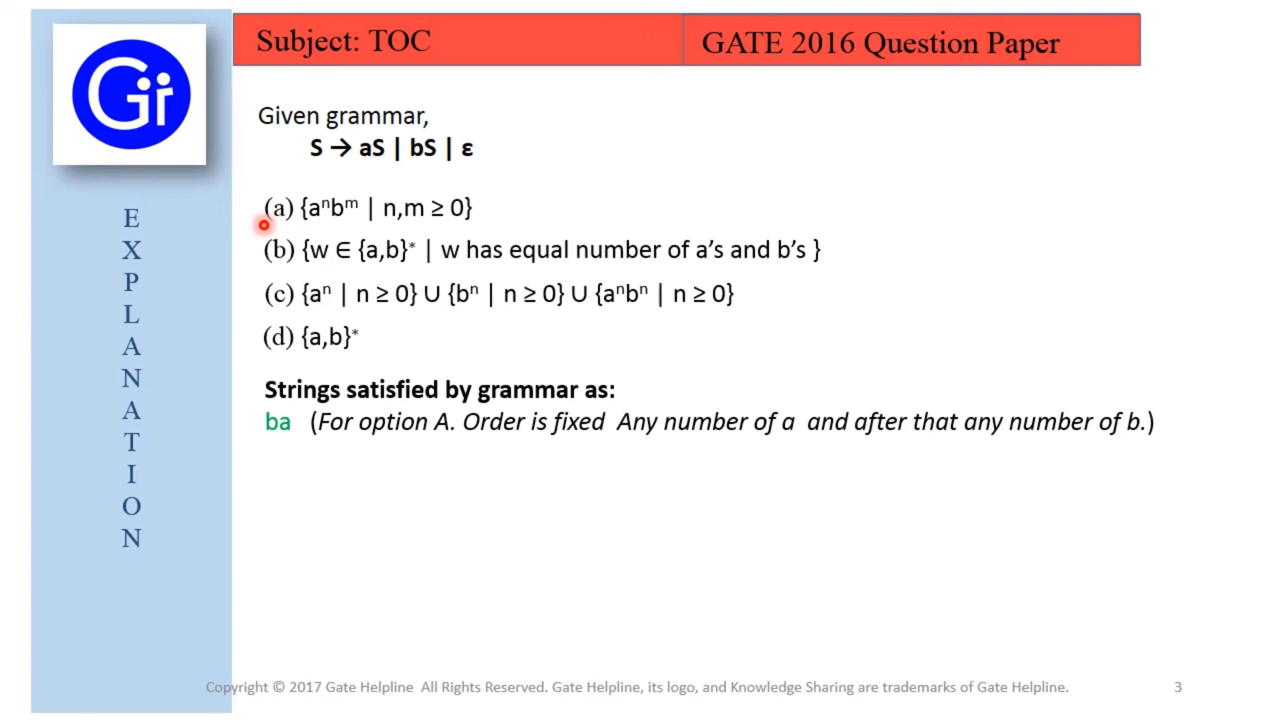 Subject: TOC
GATE 2016 Question Paper
Gir
Given grammar,
S → aS | bS | ε
(a) {aⁿbᵐ | n,m ≥ 0}
(b) {w ∈ {a,b}* | w has equal number of a’s and b’s }
(c) {aⁿ | n ≥ 0} ∪ {bⁿ | n ≥ 0} ∪ {aⁿbⁿ | n ≥ 0}
(d) {a,b}*
Strings satisfied by grammar as:
ba (For option A. Order is fixed Any number of a and after that any number of b.)
E
X
P
L
A
N
A
T
I
O
N
Copyright © 2017 Gate Helpline All Rights Reserved. Gate Helpline, its logo, and Knowledge Sharing are trademarks of Gate Helpline.
3